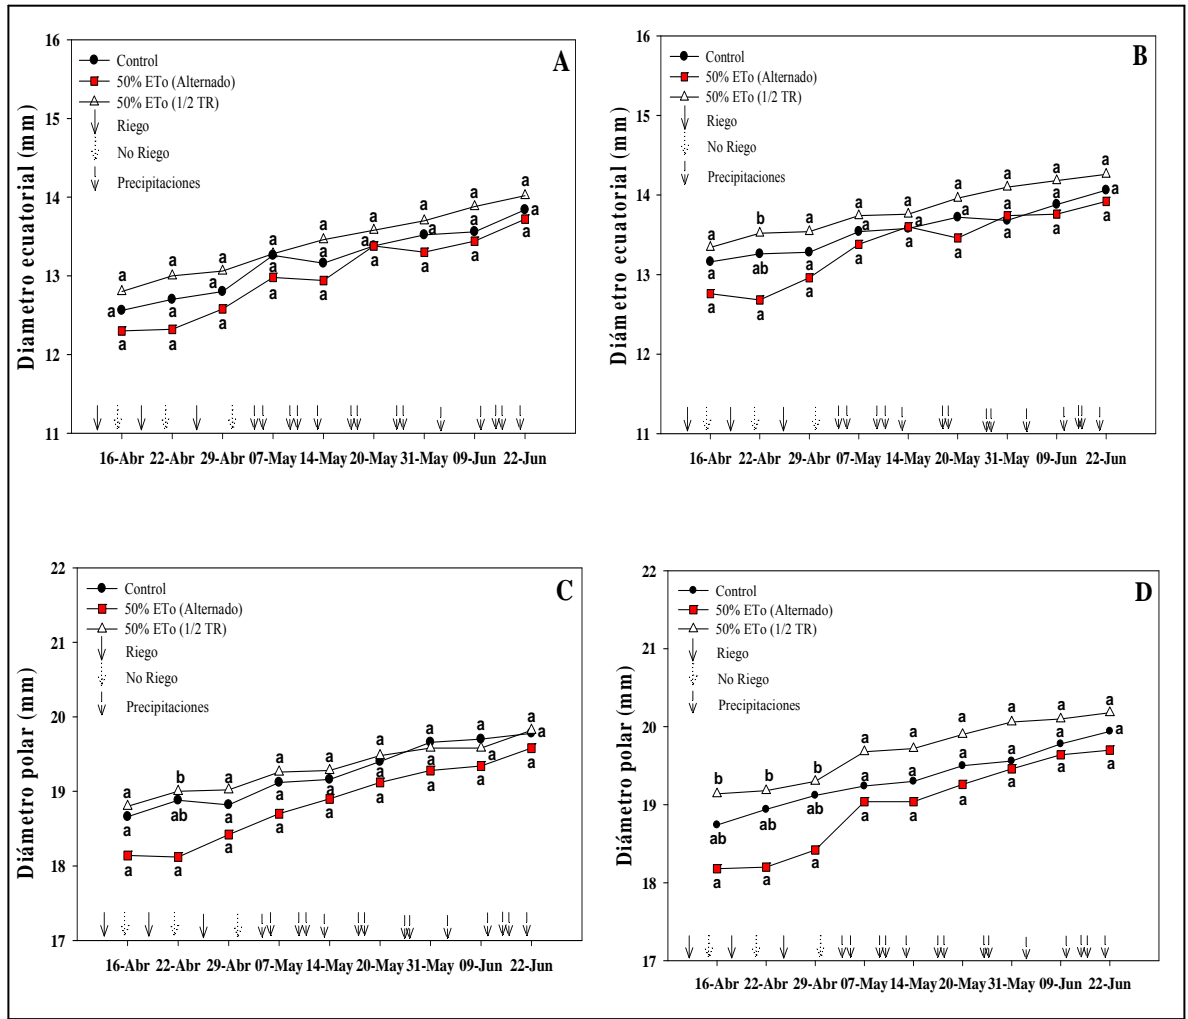 A
Diametro ecuatorial (mm)
16
15
14
13
12
11
Control
50% ETo (Alternado)
50% ETo (1/2 TR)
Riego
No Riego
Precipitaciones
a a a a a a a a a
a a a a a a a a a
a a a a a a a a a
16-Abr 22-Abr 29-Abr 07-May 14-May 20-May 31-May 09-Jun 22-Jun
B
Diámetro ecuatorial (mm)
16
15
14
13
12
11
Control
50% ETo (Alternado)
50% ETo (1/2 TR)
Riego
No Riego
Precipitaciones
a b a a a a a a a
a ab a a a a a a a
a a a a a a a a a
16-Abr 22-Abr 29-Abr 07-May 14-May 20-May 31-May 09-Jun 22-Jun
C
Diámetro polar (mm)
22
21
20
19
18
17
Control
50% ETo (Alternado)
50% ETo (1/2 TR)
Riego
No Riego
Precipitaciones
a b a a a a a a a
a ab a a a a a a a
a a a a a a a a a
16-Abr 22-Abr 29-Abr 07-May 14-May 20-May 31-May 09-Jun 22-Jun
D
Diámetro polar (mm)
22
21
20
19
18
17
Control
50% ETo (Alternado)
50% ETo (1/2 TR)
Riego
No Riego
Precipitaciones
b b b a a a a a a
ab ab ab a a a a a a
a a a a a a a a a
16-Abr 22-Abr 29-Abr 07-May 14-May 20-May 31-May 09-Jun 22-Jun